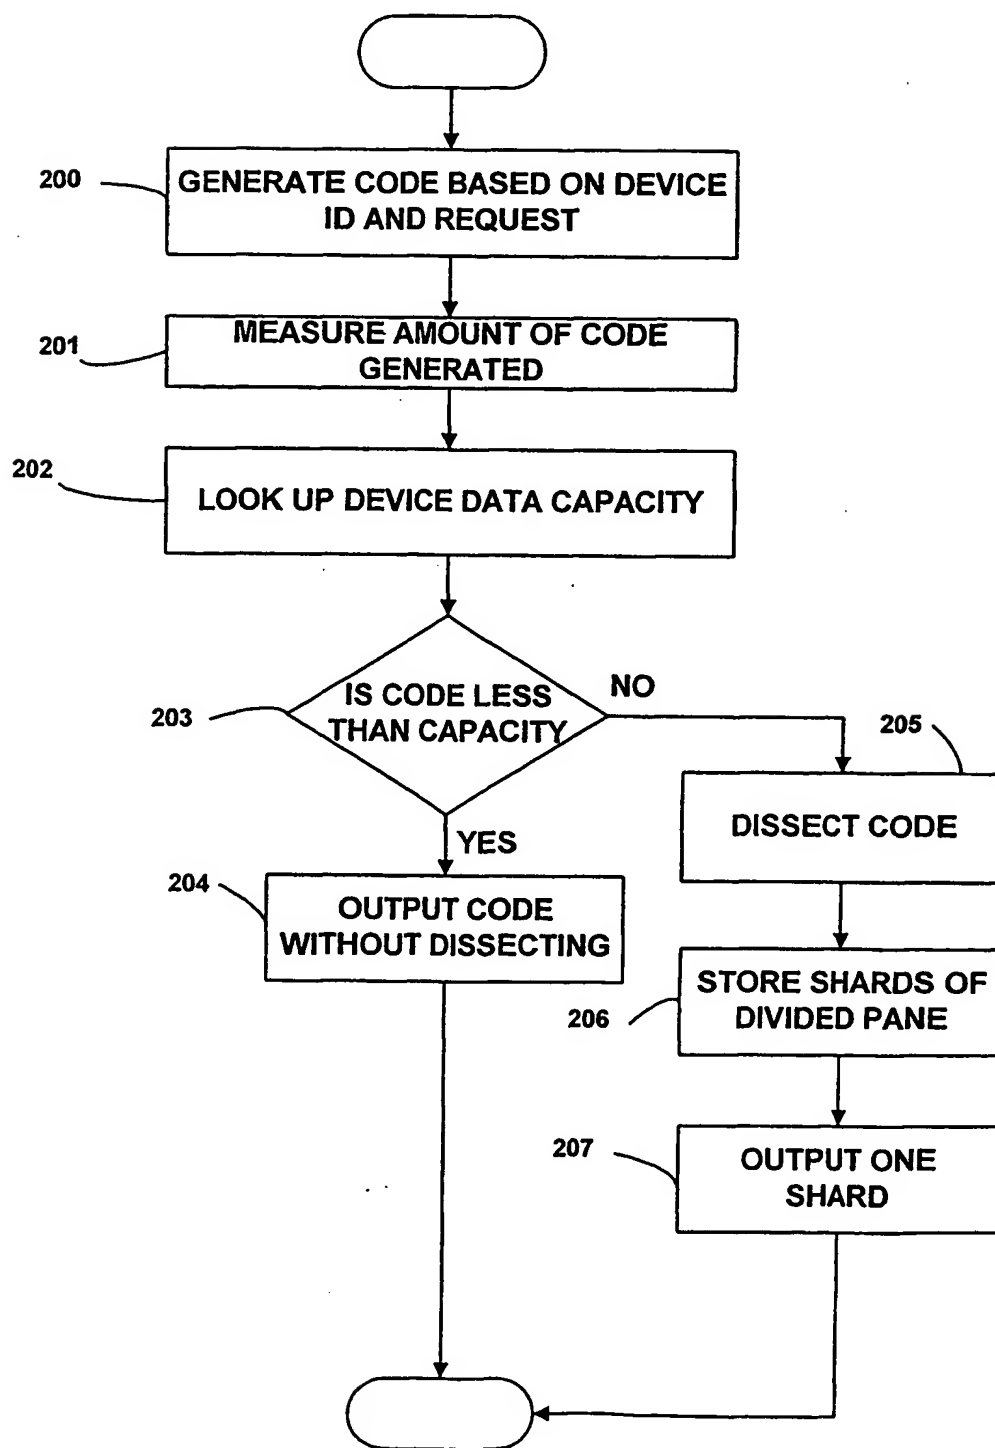 200
GENERATE CODE BASED ON DEVICE
ID AND REQUEST
201
MEASURE AMOUNT OF CODE
GENERATED
202
LOOK UP DEVICE DATA CAPACITY
203
IS CODE LESS
THAN CAPACITY
NO
YES
204
OUTPUT CODE
WITHOUT DISSECTING
205
DISSECT CODE
206
STORE SHARDS OF
DIVIDED PANE
207
OUTPUT ONE
SHARD